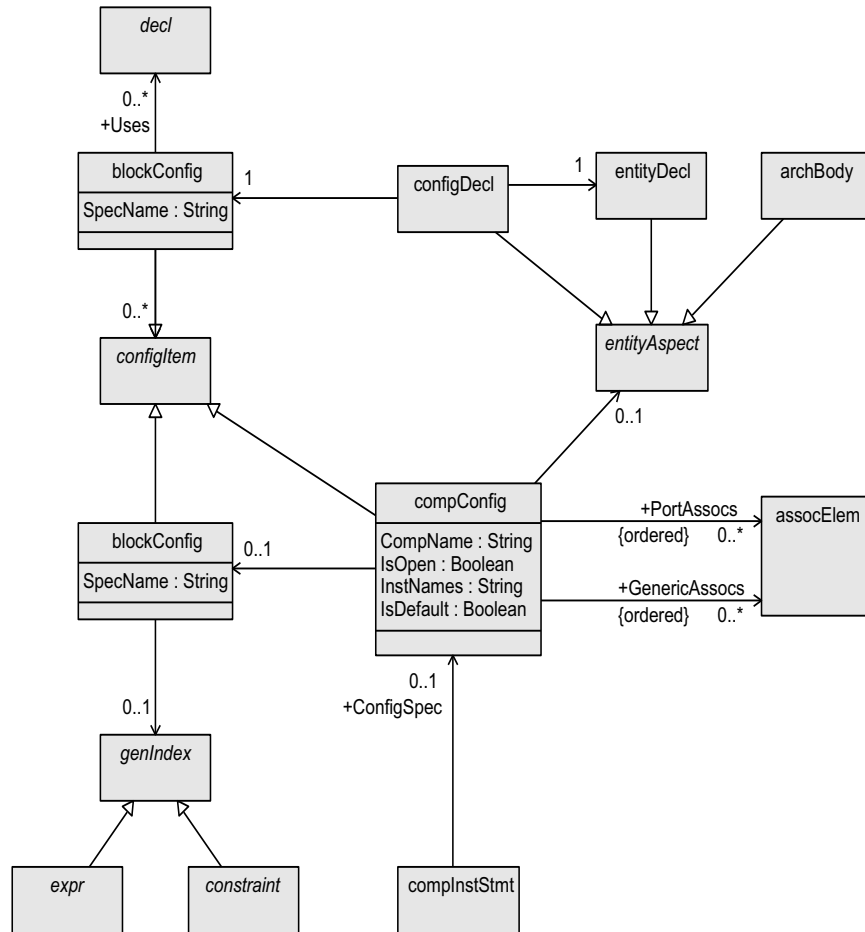 decl
0..*
+Uses
blockConfig
SpecName : String
1
configDecl
1
entityDecl
archBody
0..*
configItem
entityAspect
0..1
compConfig
CompName : String
IsOpen : Boolean
InstNames : String
IsDefault : Boolean
+PortAssocs
{ordered} 0..*
+GenericAssocs
{ordered} 0..*
assocElem
blockConfig
SpecName : String
0..1
0..1
+ConfigSpec
0..1
genIndex
expr
constraint
compInstStmt